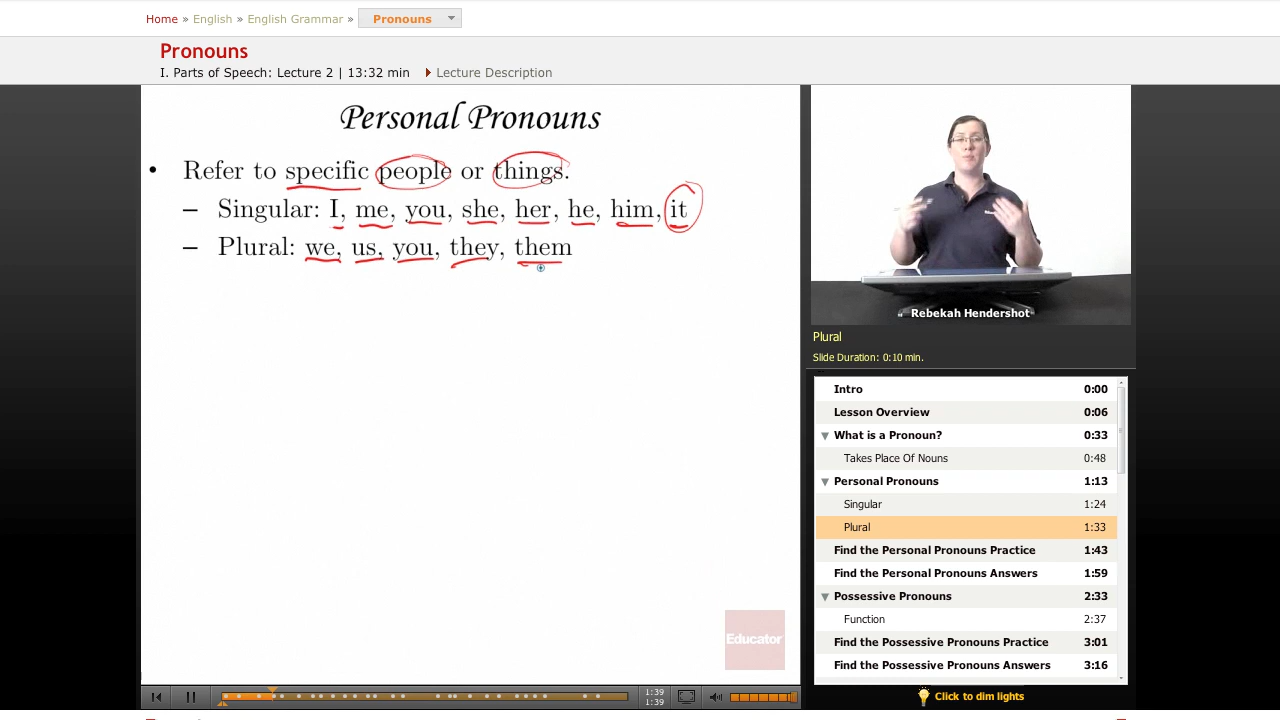 Home » English » English Grammar » Pronouns
Pronouns
I. Parts of Speech: Lecture 2 | 13:32 min Lecture Description
Personal Pronouns
• Refer to specific people or things.
– Singular: I, me, you, she, her, he, him, it
– Plural: we, us, you, they, them
Educator
Rebekah Hendershot
Plural
Slide Duration: 0:10 min.
Intro 0:00
Lesson Overview 0:06
What is a Pronoun? 0:33
Takes Place Of Nouns 0:48
Personal Pronouns 1:13
Singular 1:24
Plural 1:33
Find the Personal Pronouns Practice 1:43
Find the Personal Pronouns Answers 1:59
Possessive Pronouns 2:33
Function 2:37
Find the Possessive Pronouns Practice 3:01
Find the Possessive Pronouns Answers 3:16
1:39
1:39
Click to dim lights